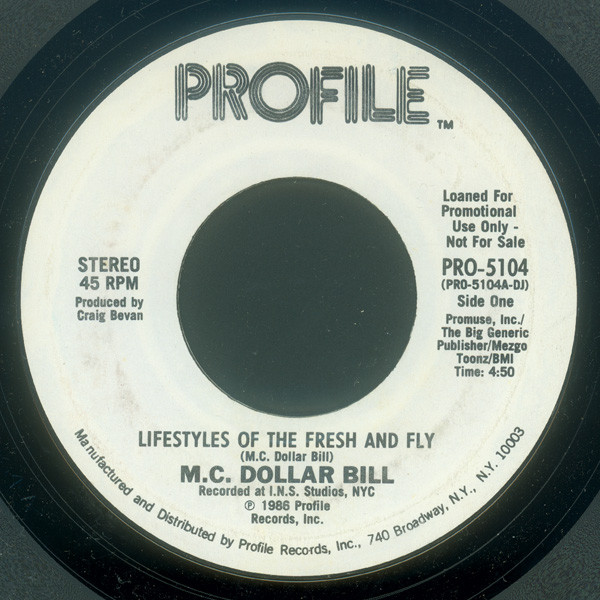 PROFILE TM
Loaned For
Promotional
Use Only -
Not For Sale
STEREO
45 RPM
Produced by
Craig Bevan
PRO-5104
(PRO-5104A-DJ)
Side One
Promuse, Inc./
The Big Generic
Publisher/Mezgo
Toonz/BMI
Time: 4:50
LIFESTYLES OF THE FRESH AND FLY
(M.C. Dollar Bill)
M.C. DOLLAR BILL
Recorded at I.N.S. Studios, NYC
℗ 1986 Profile
Records, Inc.
Manufactured and Distributed by Profile Records, Inc., 740 Broadway, N.Y., N.Y. 10003